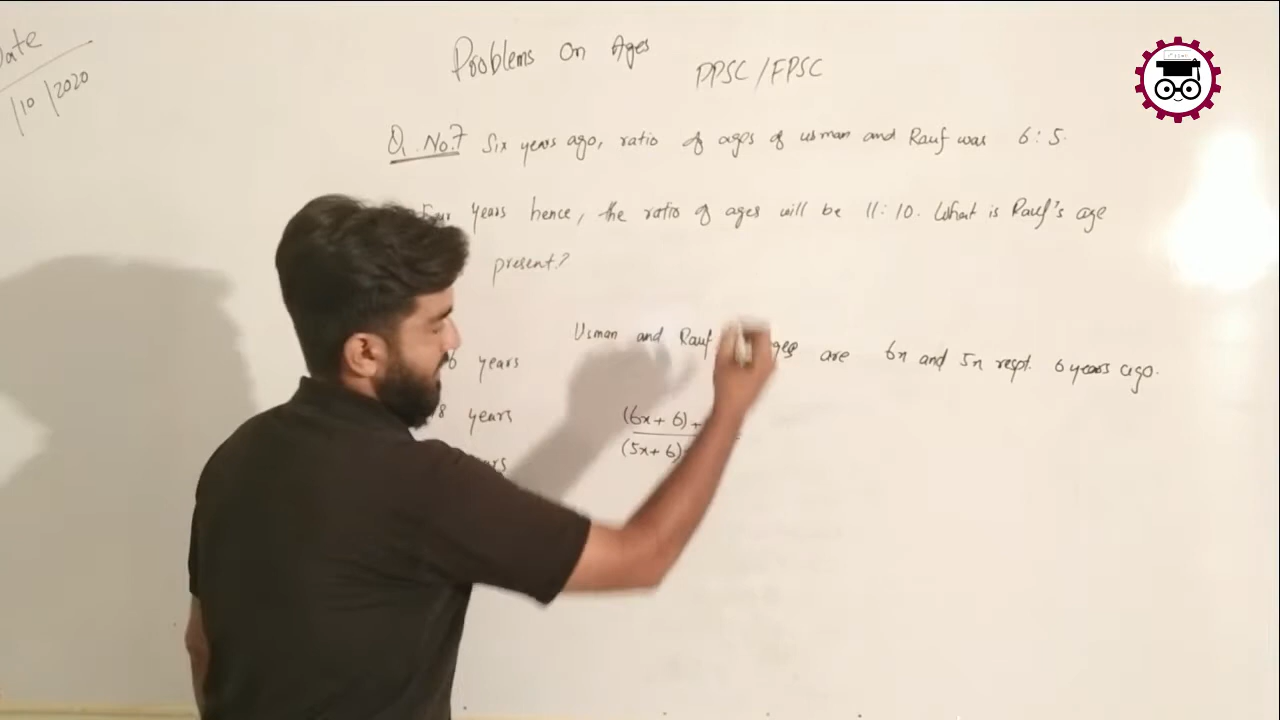 Date
/10/2020
Problems On Ages
PPSC/FPSC
Q. No.7 Six years ago, ratio of ages of usman and Rauf was 6:5.
years hence, the ratio of ages will be 11:10. What is Rauf's age
present?
Usman and Rauf are 6x and 5x respt. 6 years ago.
6 years
8 years
(6x+6)+
(5x+6)